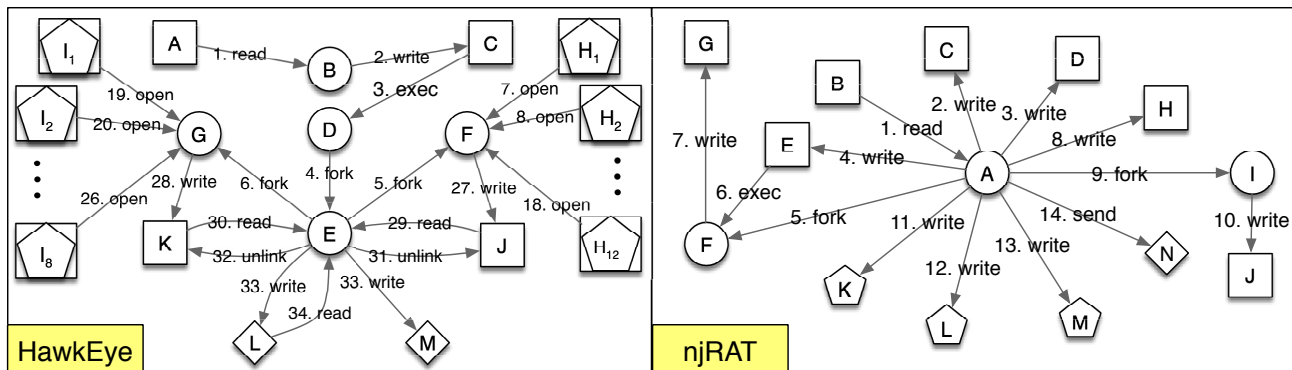 I1
A
1. read
B
2. write
C
H1
3. exec
7. open
19. open
I2
20. open
G
D
F
8. open
H2
28. write
6. fork
4. fork
5. fork
27. write
26. open
18. open
I8
K
30. read
E
29. read
J
H12
32. unlink
31. unlink
33. write
33. write
34. read
L
M
HawkEye
G
C
D
B
2. write
3. write
H
1. read
7. write
E
4. write
8. write
A
9. fork
I
6. exec
5. fork
11. write
14. send
10. write
F
13. write
N
12. write
J
K
L
M
njRAT